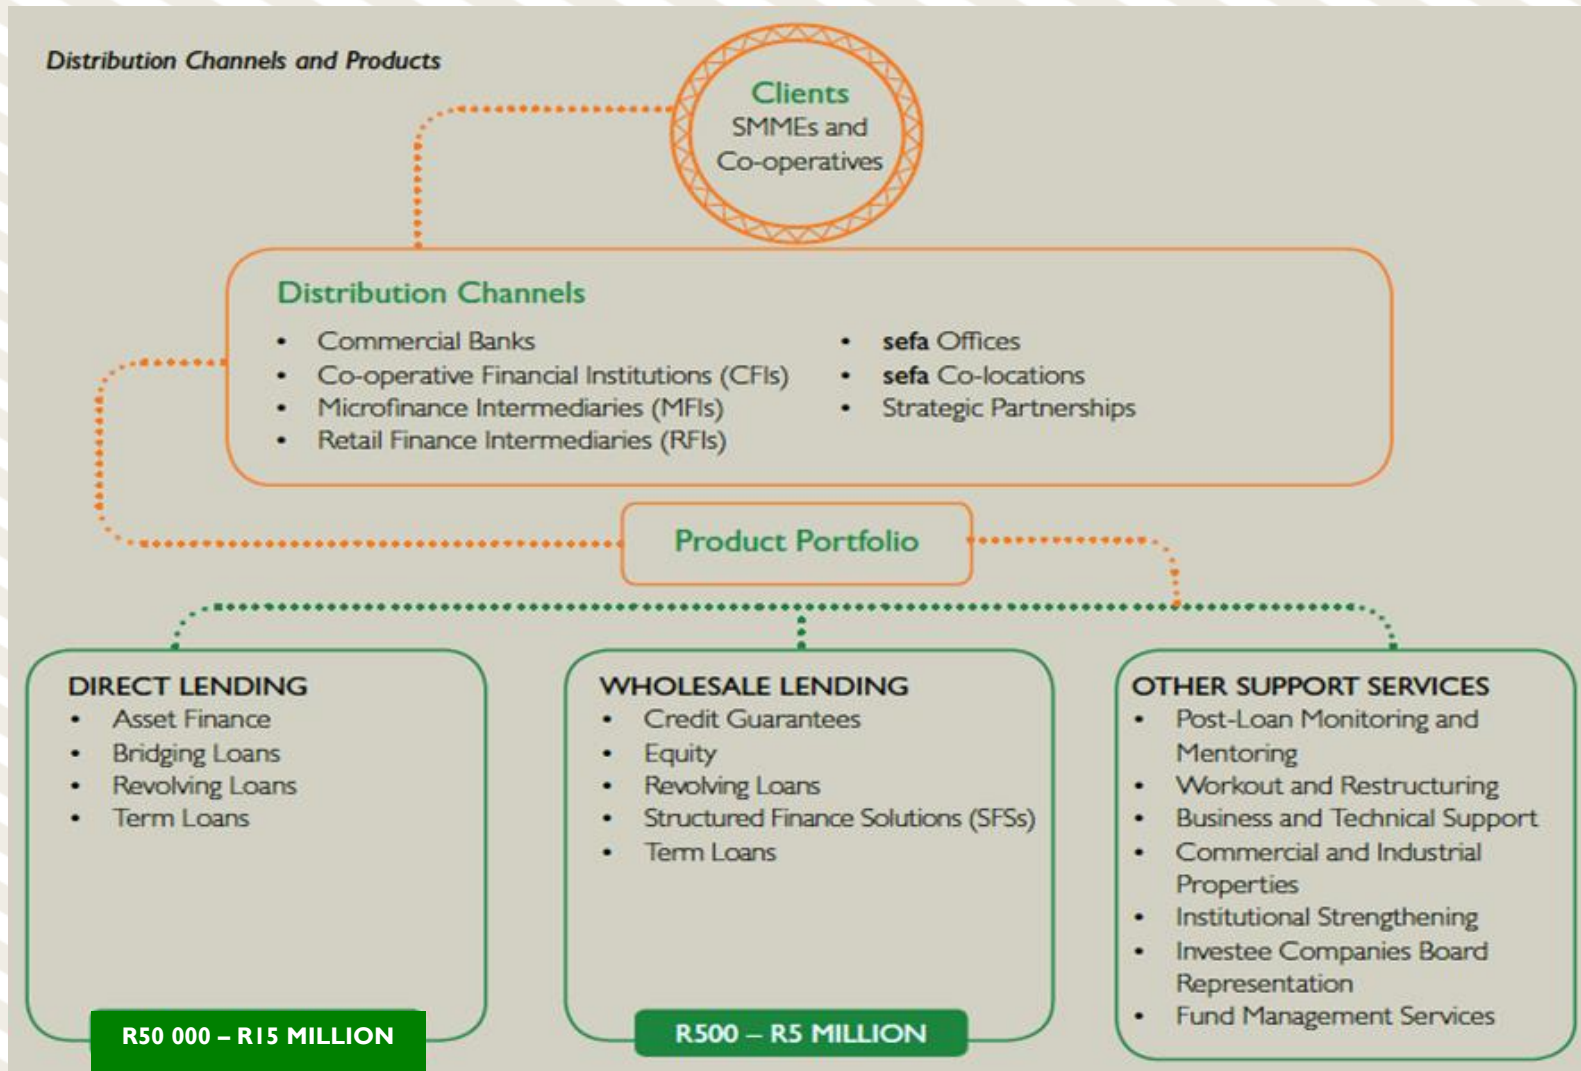 Distribution Channels and Products
Clients
SMMEs and
Co-operatives
Distribution Channels
• Commercial Banks
• Co-operative Financial Institutions (CFIs)
• Microfinance Intermediaries (MFIs)
• Retail Finance Intermediaries (RFIs)
• sefa Offices
• sefa Co-locations
• Strategic Partnerships
Product Portfolio
DIRECT LENDING
• Asset Finance
• Bridging Loans
• Revolving Loans
• Term Loans
R50 000 – R15 MILLION
WHOLESALE LENDING
• Credit Guarantees
• Equity
• Revolving Loans
• Structured Finance Solutions (SFSs)
• Term Loans
R500 – R5 MILLION
OTHER SUPPORT SERVICES
• Post-Loan Monitoring and
Mentoring
• Workout and Restructuring
• Business and Technical Support
• Commercial and Industrial
Properties
• Institutional Strengthening
• Investee Companies Board
Representation
• Fund Management Services